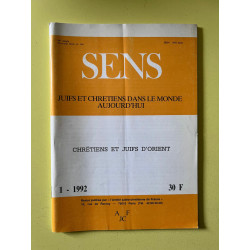 SENS
JUIFS ET CHRETIENS DANS LE MONDE
AUJOURD'HUI
CHRÉTIENS ET JUIFS D'ORIENT
1 - 1992 30 F